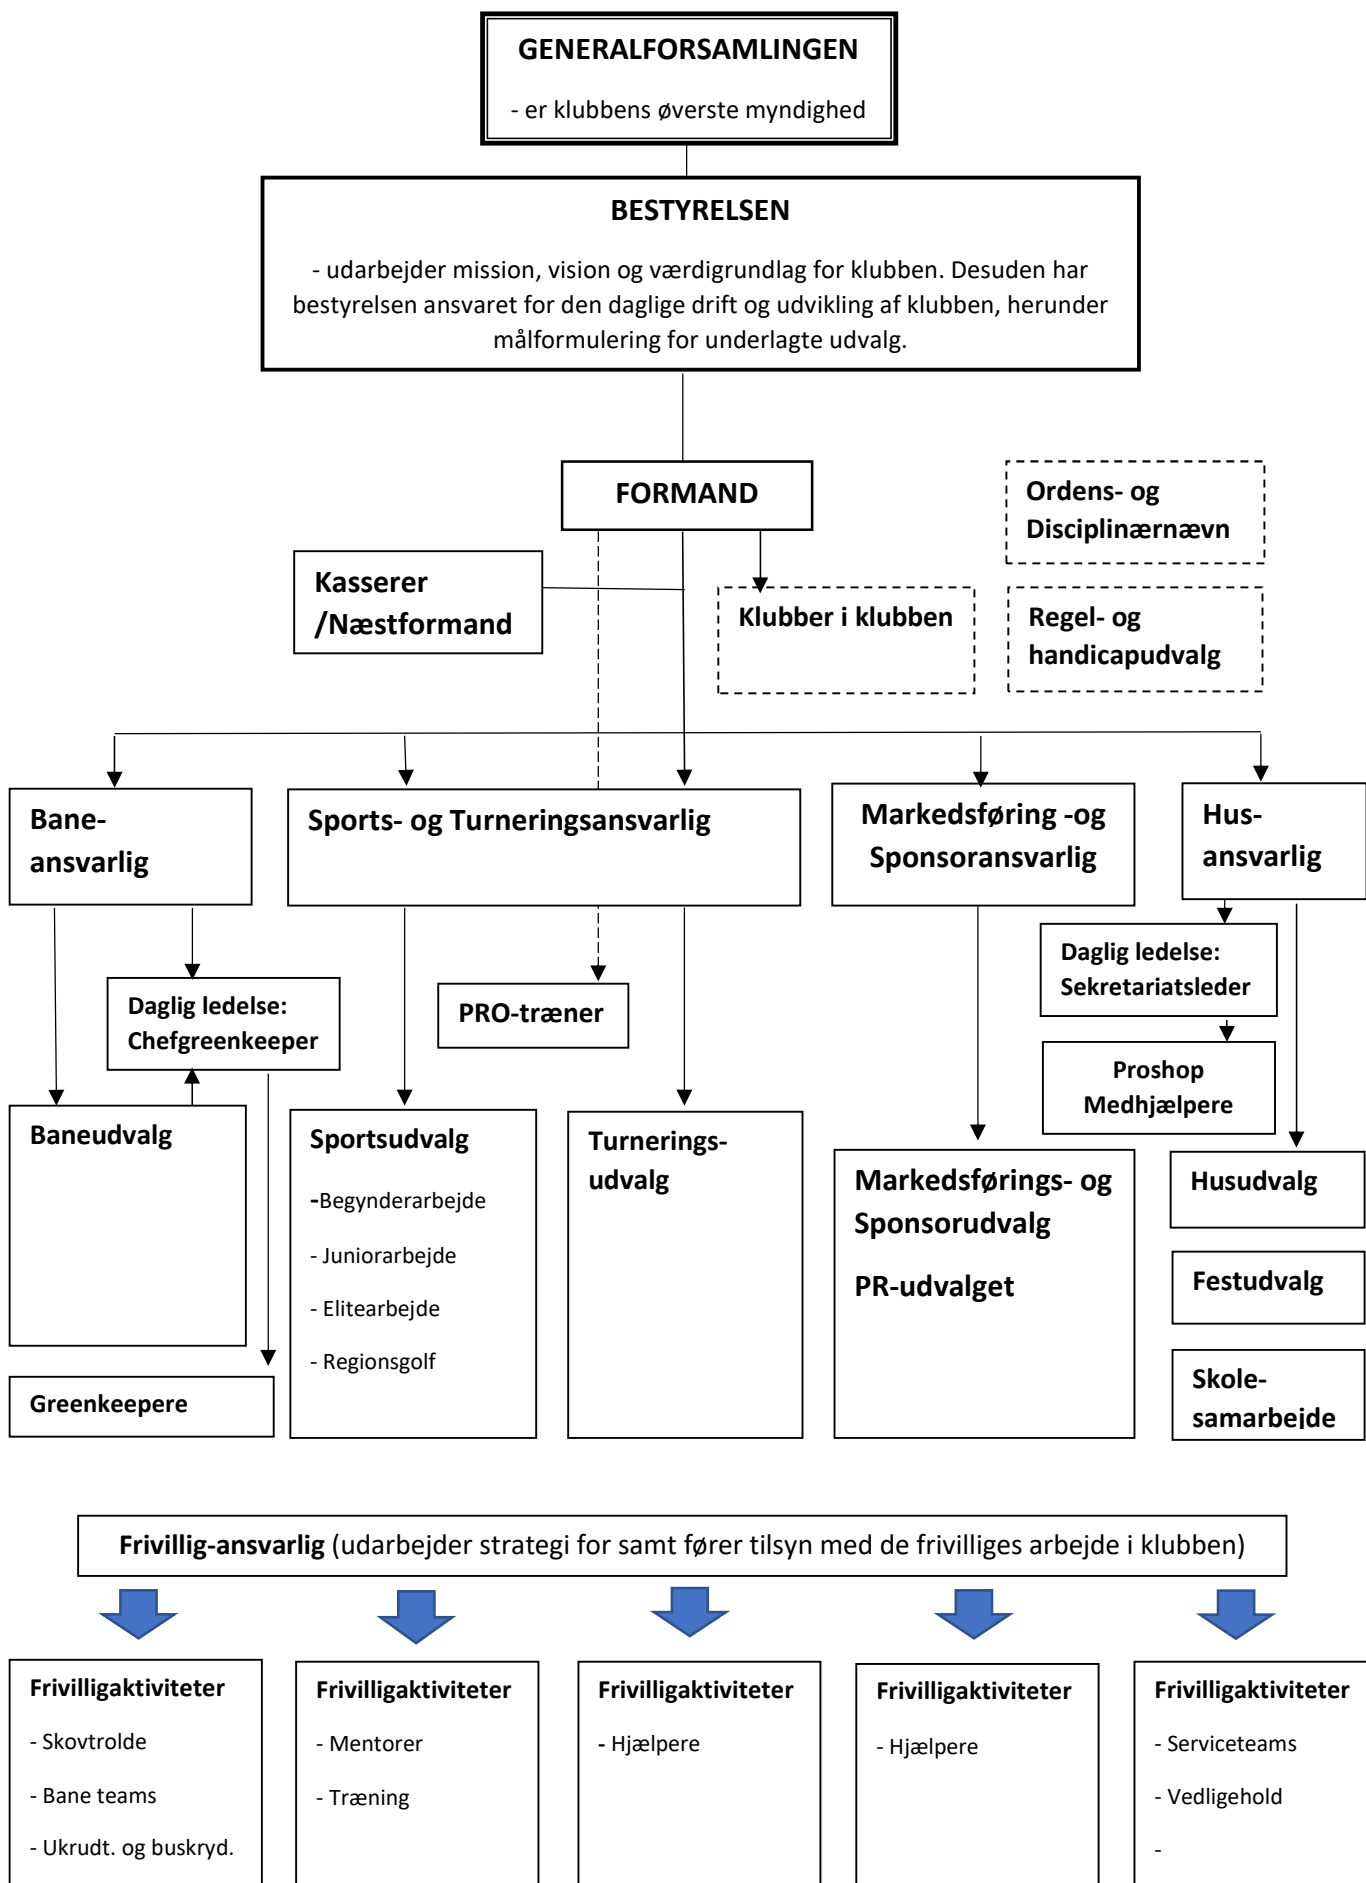 GENERALFORSAMLINGEN
- er klubbens øverste myndighed
BESTYRELSEN
- udarbejder mission, vision og værdigrundlag for klubben. Desuden har
bestyrelsen ansvaret for den daglige drift og udvikling af klubben, herunder
målformulering for underlagte udvalg.
FORMAND
Ordens- og
Disciplinærnævn
Kasserer
/Næstformand
Klubber i klubben
Regel- og
handicapudvalg
Bane-
ansvarlig
Sports- og Turneringsansvarlig
Markedsføring -og
Sponsoransvarlig
Hus-
ansvarlig
Daglig ledelse:
Chefgreenkeeper
PRO-træner
Daglig ledelse:
Sekretariatsleder
Proshop
Medhjælpere
Baneudvalg
Sportsudvalg
-Begynderarbejde
- Juniorarbejde
- Elitearbejde
- Regionsgolf
Turnerings-
udvalg
Markedsførings- og
Sponsorudvalg
PR-udvalget
Husudvalg
Festudvalg
Skole-
samarbejde
Greenkeepere
Frivillig-ansvarlig (udarbejder strategi for samt fører tilsyn med de frivilliges arbejde i klubben)
Frivilligaktiviteter
- Skovtrolde
- Bane teams
- Ukrudt. og buskryd.
Frivilligaktiviteter
- Mentorer
- Træning
Frivilligaktiviteter
- Hjælpere
Frivilligaktiviteter
- Hjælpere
Frivilligaktiviteter
- Serviceteams
- Vedligehold
-